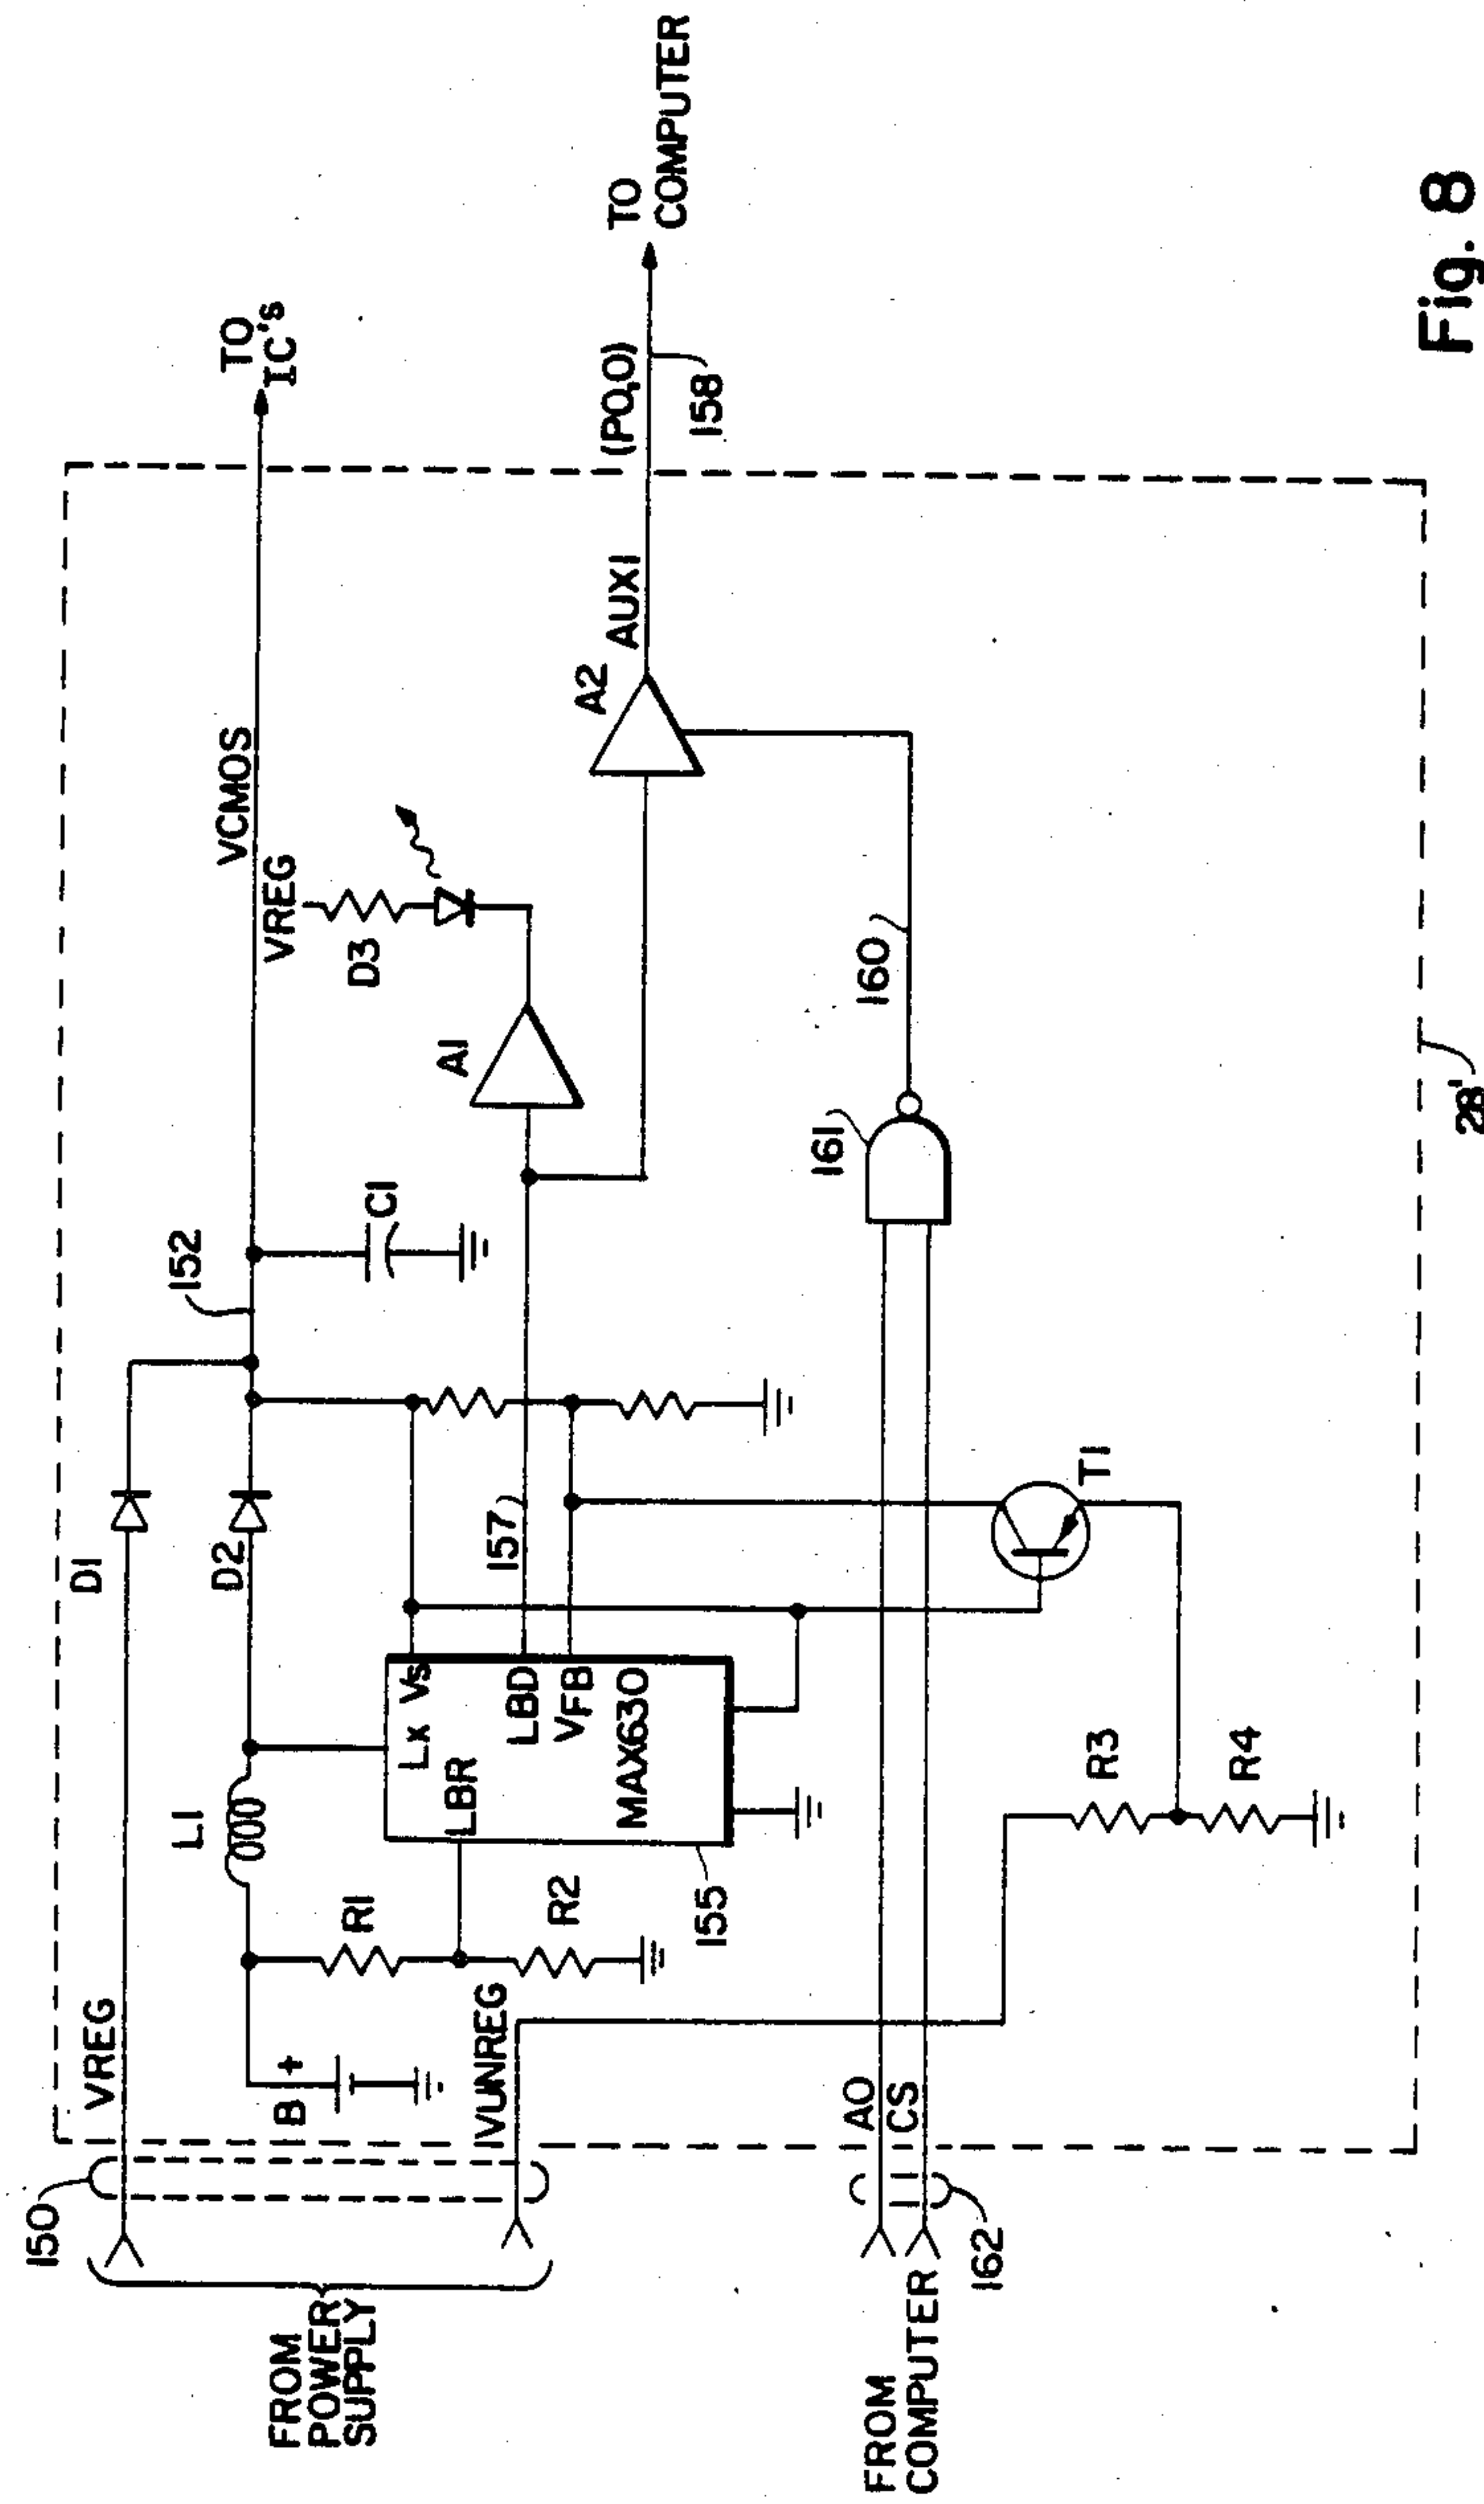 150
VREG
D1
152
TO
IC's
FROM
POWER
SUPPLY
B +
L1
D2
VCMOS
VREG
R1
Lx Vs
C1
D3
LBR
LBD
157
A1
VUNREG
R2
VFB
MAX630
A2
AUX1
(P0,0)
TO
COMPUTER
155
158
FROM
COMPUTER
A0
CS
161
160
162
R3
T1
R4
28'
Fig. 8